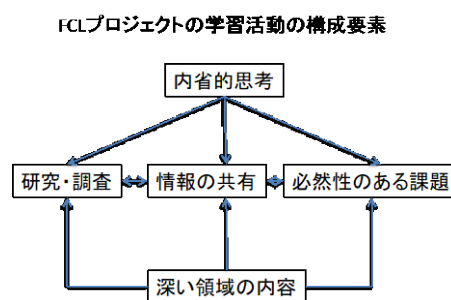 FCLプロジェクトの学習活動の構成要素
内省的思考
研究・調査
情報の共有
必然性のある課題
深い領域の内容